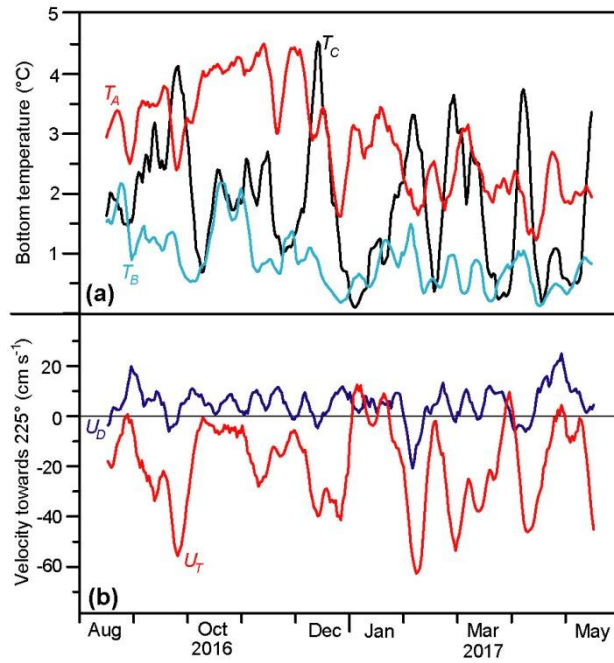 5
4
3
2
1
Bottom temperature (°C)
T_A
T_B
T_C
(a)
20
0
-20
-40
-60
Velocity towards 225° (cm s⁻¹)
U_D
U_T
(b)
Aug Oct Dec Jan Mar May
2016 2017